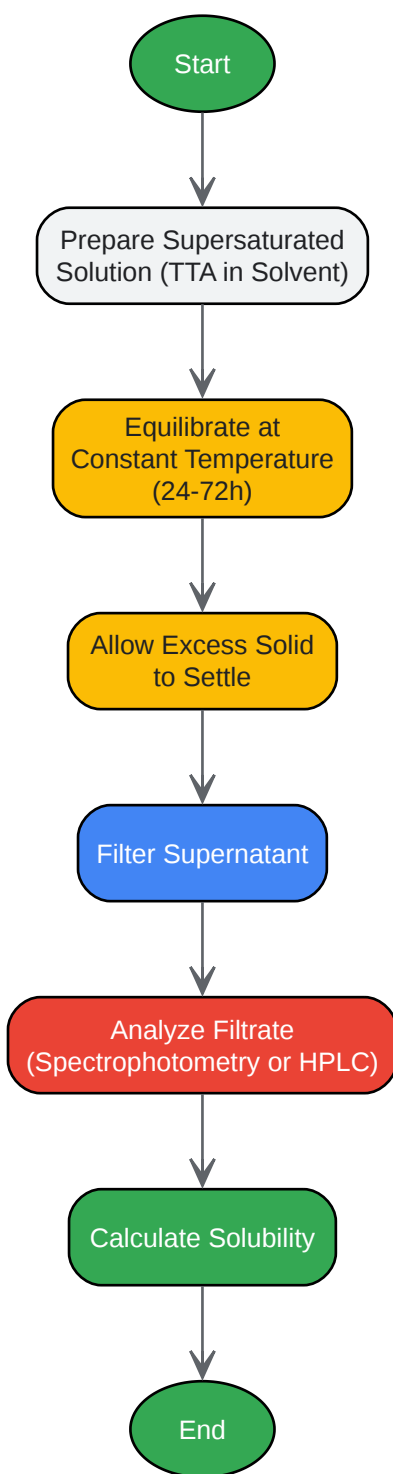 Start
Prepare Supersaturated
Solution (TTA in Solvent)
Equilibrate at
Constant Temperature
(24-72h)
Allow Excess Solid
to Settle
Filter Supernatant
Analyze Filtrate
(Spectrophotometry or HPLC)
Calculate Solubility
End